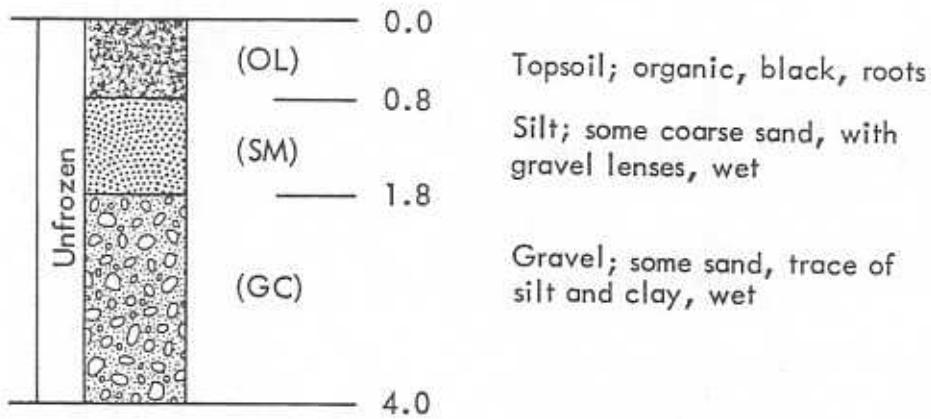 0.0
(OL)
Topsoil; organic, black, roots
0.8
(SM)
Silt; some coarse sand, with
gravel lenses, wet
1.8
Unfrozen
(GC)
Gravel; some sand, trace of
silt and clay, wet
4.0